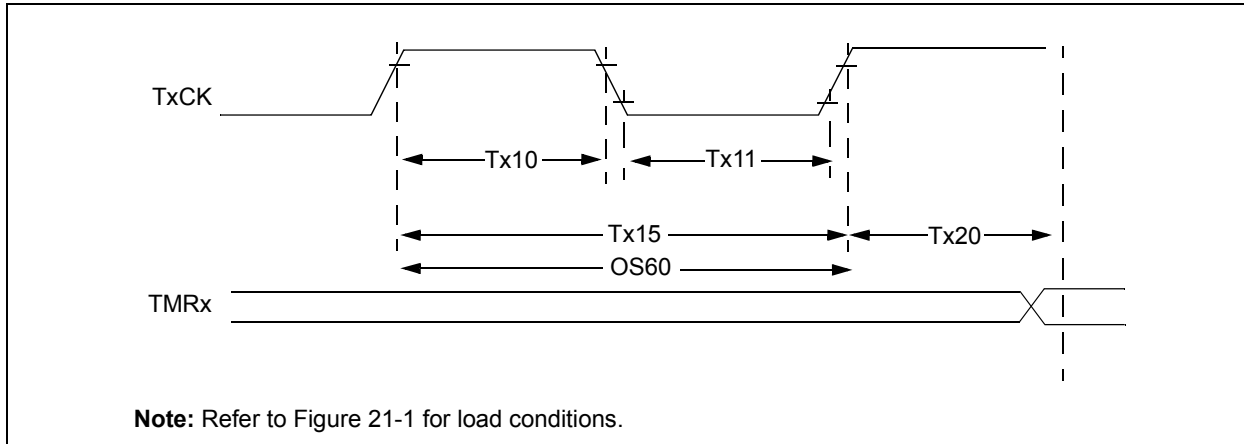 TxCK
Tx10
Tx11
Tx15
Tx20
OS60
TMRx
Note: Refer to Figure 21-1 for load conditions.